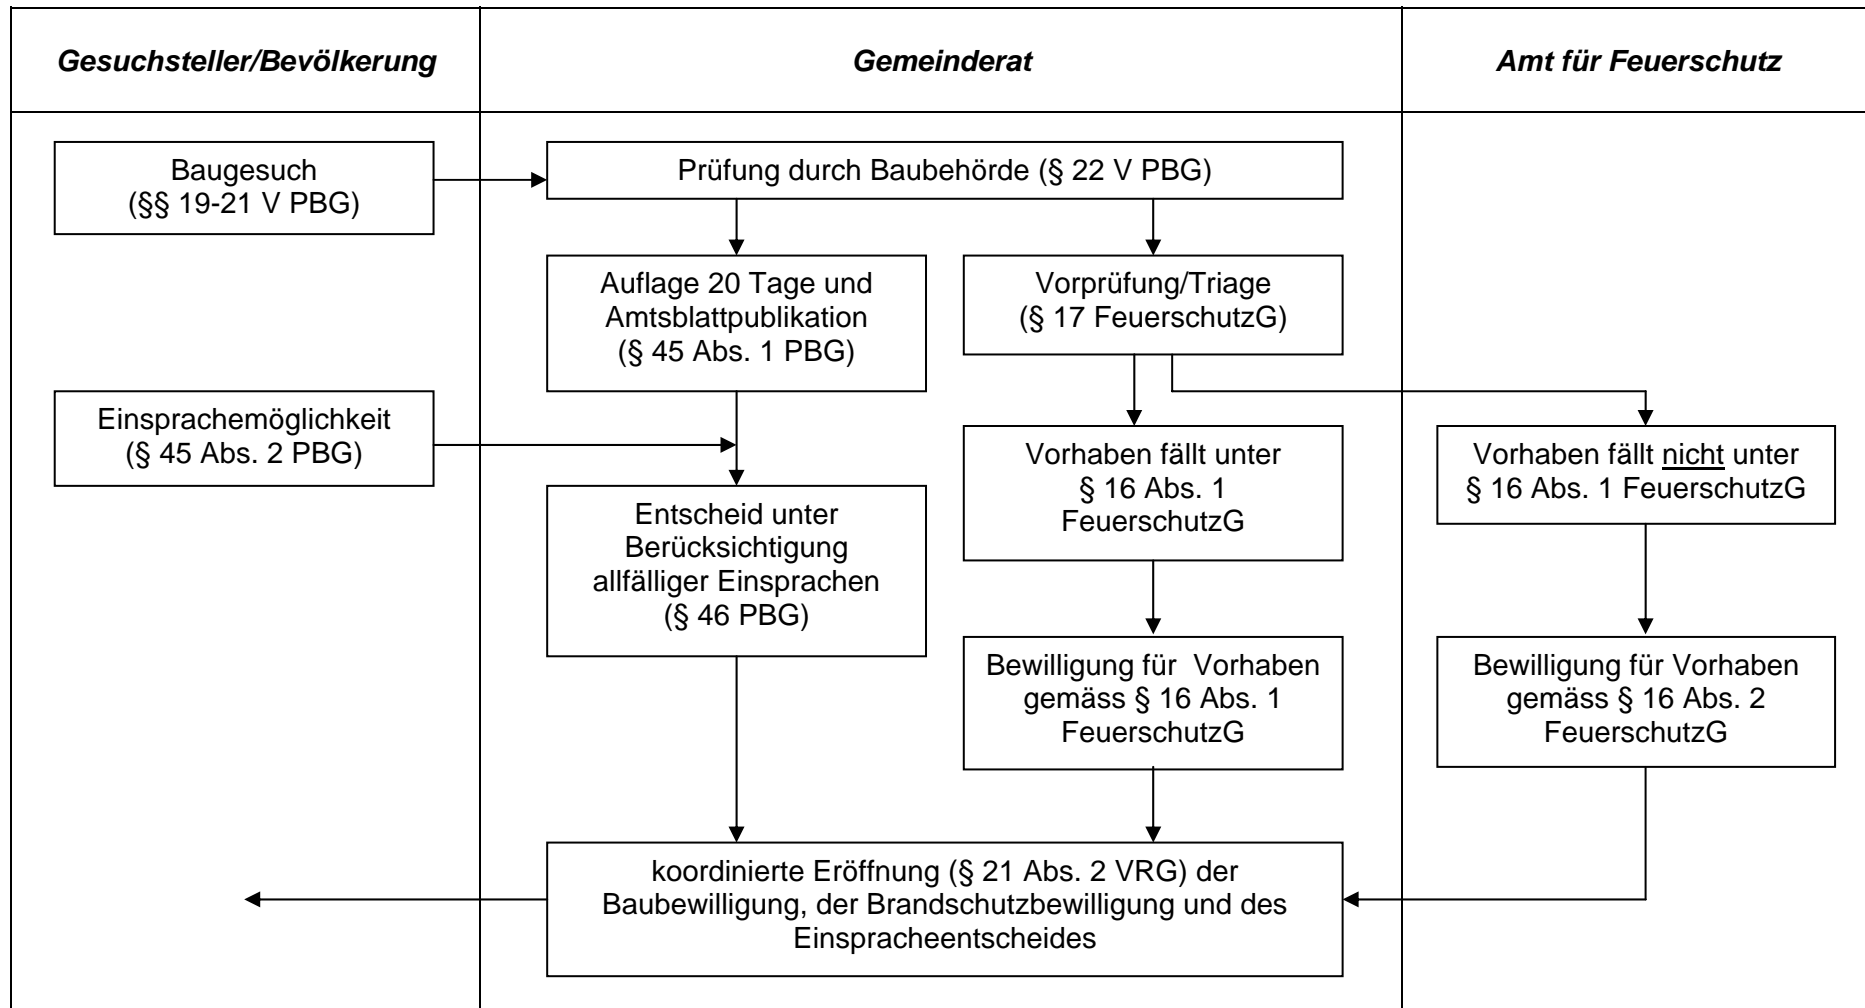 Gesuchsteller/Bevölkerung
Gemeinderat
Amt für Feuerschutz
Baugesuch
(§§ 19-21 V PBG)
Prüfung durch Baubehörde (§ 22 V PBG)
Auflage 20 Tage und
Amtsblattpublikation
(§ 45 Abs. 1 PBG)
Vorprüfung/Triage
(§ 17 FeuerschutzG)
Einsprachemöglichkeit
(§ 45 Abs. 2 PBG)
Vorhaben fällt unter
§ 16 Abs. 1
FeuerschutzG
Vorhaben fällt nicht unter
§ 16 Abs. 1 FeuerschutzG
Entscheid unter
Berücksichtigung
allfälliger Einsprachen
(§ 46 PBG)
Bewilligung für Vorhaben
gemäss § 16 Abs. 1
FeuerschutzG
Bewilligung für Vorhaben
gemäss § 16 Abs. 2
FeuerschutzG
koordinierte Eröffnung (§ 21 Abs. 2 VRG) der
Baubewilligung, der Brandschutzbewilligung und des
Einspracheentscheides